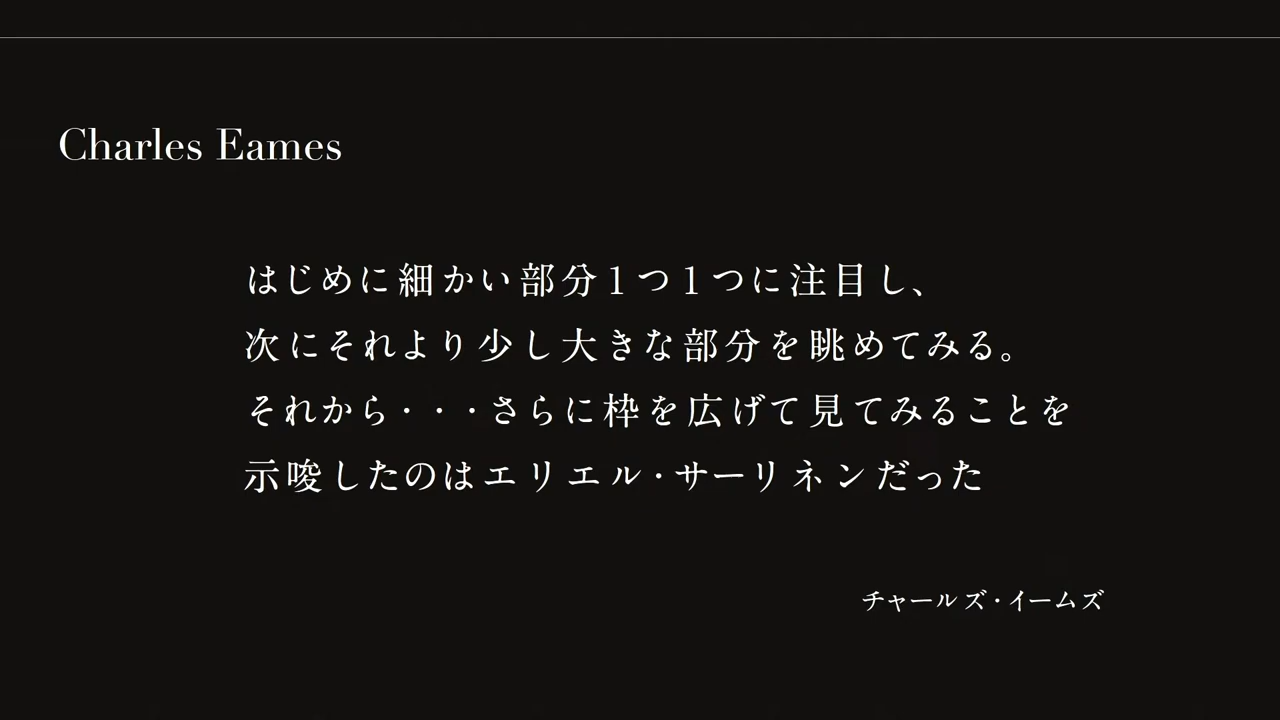 Charles Eames
はじめに細かい部分1つ1つに注目し、
次にそれより少し大きな部分を眺めてみる。
それから・・・さらに枠を広げて見てみることを
示唆したのはエリエル・サーリネンだった
チャールズ・イームズ